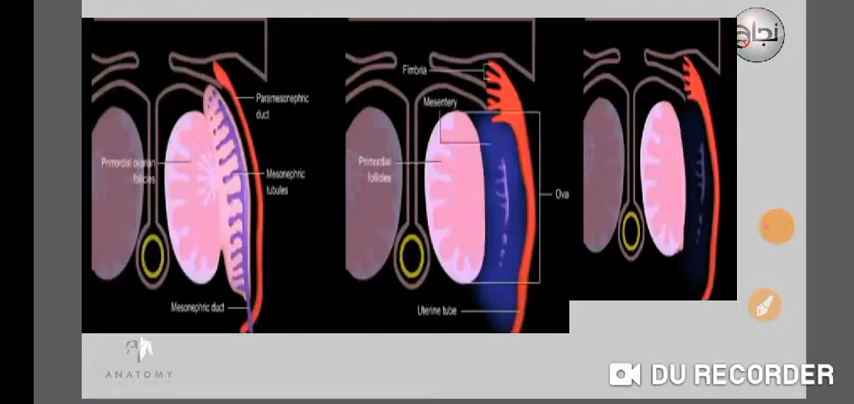 نجاح
Paramesonephric
duct
Primordial ovarian
follicles
Mesonephric
tubules
Mesonephric duct
Fimbria
Mesentery
Primordial
follicles
Ova
Uterine tube
ANATOMY
DU RECORDER